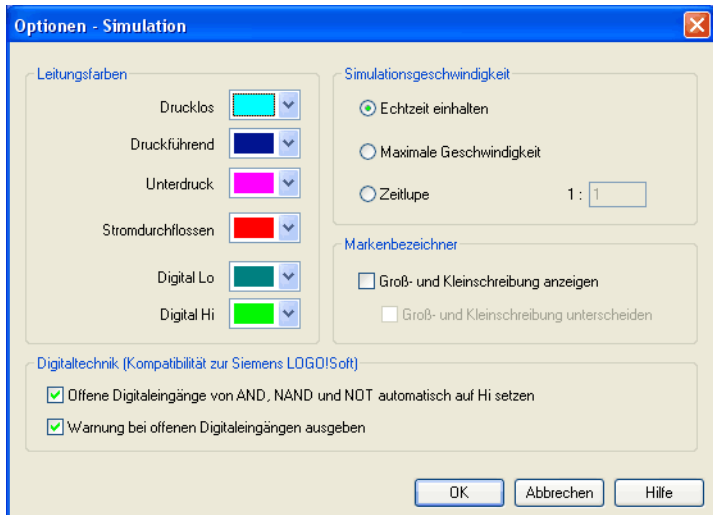 Optionen - Simulation
Leitungsfarben
Drucklos
Druckführend
Unterdruck
Stromdurchflossen
Digital Lo
Digital Hi
Simulationsgeschwindigkeit
Echtzeit einhalten
Maximale Geschwindigkeit
Zeitlupe 1 : 1
Markenbezeichner
Groß- und Kleinschreibung anzeigen
Groß- und Kleinschreibung unterscheiden
Digitaltechnik (Kompatibilität zur Siemens LOGO!Soft)
Offene Digitaleingänge von AND, NAND und NOT automatisch auf Hi setzen
Warnung bei offenen Digitaleingängen ausgeben
OK Abbrechen Hilfe